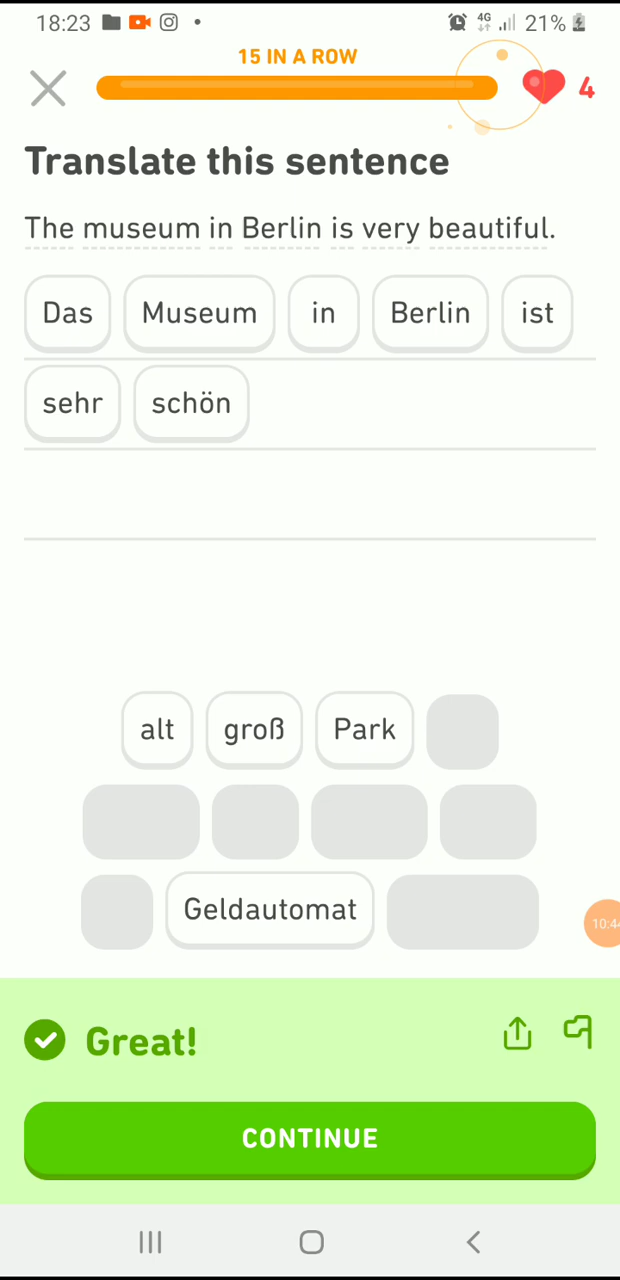 18:23 4G 21%
15 IN A ROW
4
Translate this sentence
The museum in Berlin is very beautiful.
Das Museum in Berlin ist
sehr schön
alt groß Park
Geldautomat
Great!
CONTINUE